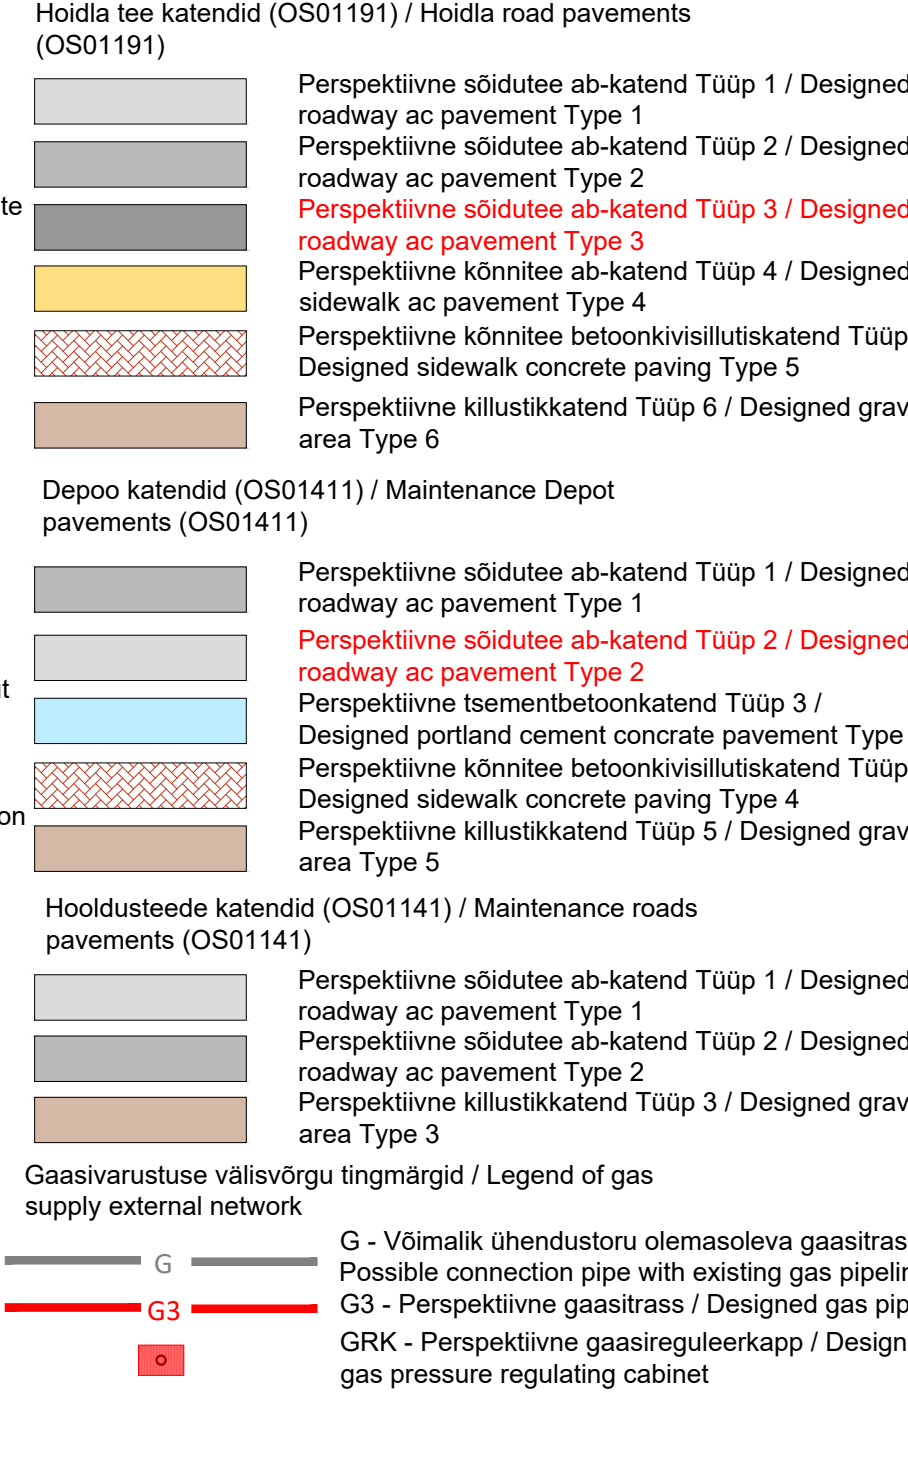 Hoidla tee katendid (OS01191) / Hoidla road pavements
(OS01191)
Perspektiivne sõidutee ab-katend Tüüp 1 / Designed
roadway ac pavement Type 1
Perspektiivne sõidutee ab-katend Tüüp 2 / Designed
roadway ac pavement Type 2
te
Perspektiivne sõidutee ab-katend Tüüp 3 / Designed
roadway ac pavement Type 3
Perspektiivne kõnnitee ab-katend Tüüp 4 / Designed
sidewalk ac pavement Type 4
Perspektiivne kõnnitee betoonkivisillutiskatend Tüüp
Designed sidewalk concrete paving Type 5
Perspektiivne killustikkatend Tüüp 6 / Designed grav
area Type 6
Depoo katendid (OS01411) / Maintenance Depot
pavements (OS01411)
Perspektiivne sõidutee ab-katend Tüüp 1 / Designed
roadway ac pavement Type 1
Perspektiivne sõidutee ab-katend Tüüp 2 / Designed
roadway ac pavement Type 2
Perspektiivne tsementbetoonkatend Tüüp 3 /
Designed portland cement concrate pavement Type
Perspektiivne kõnnitee betoonkivisillutiskatend Tüüp
Designed sidewalk concrete paving Type 4
on
Perspektiivne killustikkatend Tüüp 5 / Designed grav
area Type 5
Hooldusteede katendid (OS01141) / Maintenance roads
pavements (OS01141)
Perspektiivne sõidutee ab-katend Tüüp 1 / Designed
roadway ac pavement Type 1
Perspektiivne sõidutee ab-katend Tüüp 2 / Designed
roadway ac pavement Type 2
Perspektiivne killustikkatend Tüüp 3 / Designed grav
area Type 3
Gaasivarustuse välisvõrgu tingmärgid / Legend of gas
supply external network
G
G - Võimalik ühendustoru olemasoleva gaasitras
Possible connection pipe with existing gas pipelin
G3
G3 - Perspektiivne gaasitrass / Designed gas pip
GRK - Perspektiivne gaasireguleerkapp / Design
gas pressure regulating cabinet